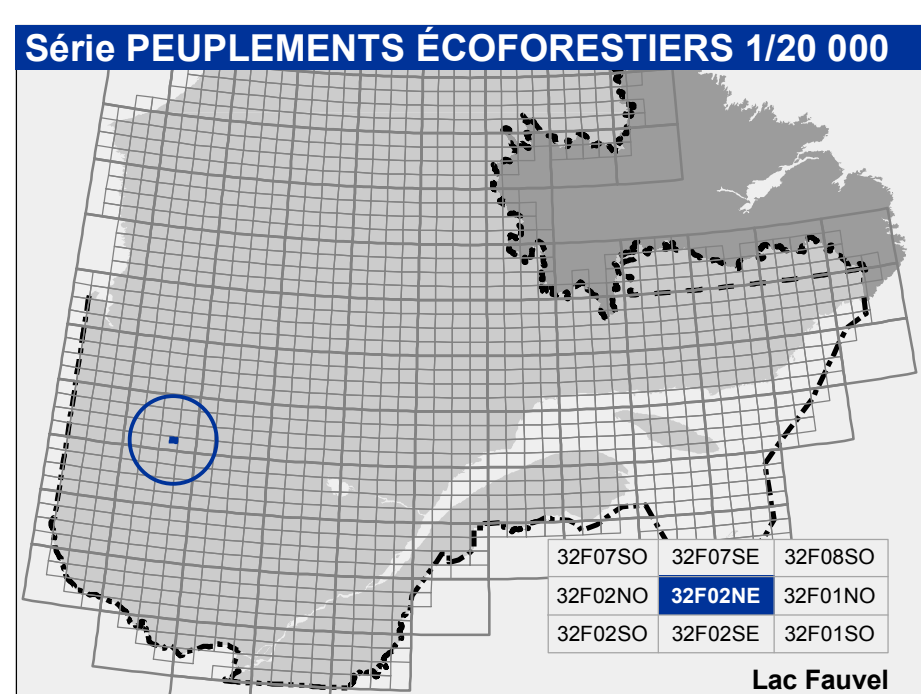 Série PEUPLEMENTS ÉCOFORESTIERS 1/20 000
32F07SO 32F07SE 32F08SO
32F02NO 32F02NE 32F01NO
32F02SO 32F02SE 32F01SO
Lac Fauvel